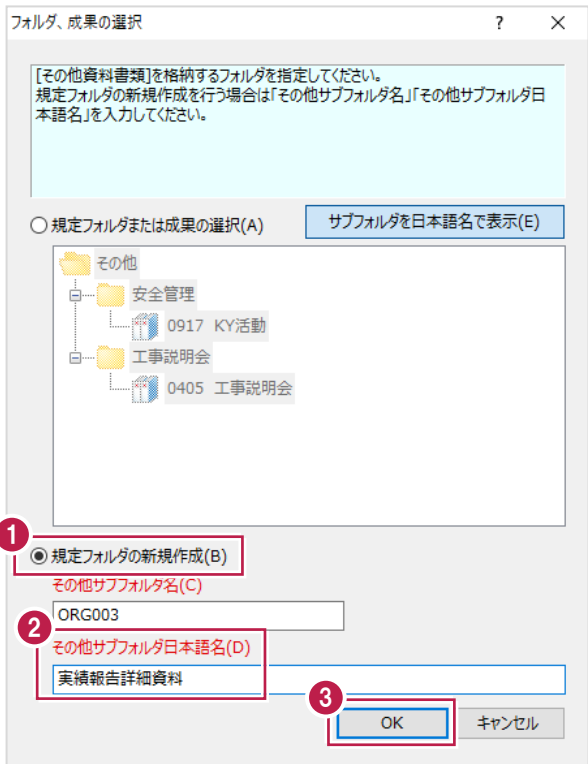 フォルダ、成果の選択
?
[その他資料書類]を格納するフォルダを指定してください。
規定フォルダの新規作成を行う場合は「その他サブフォルダ名」「その他サブフォルダ日
本語名」を入力してください。
規定フォルダまたは成果の選択(A)
サブフォルダを日本語名で表示(E)
その他
安全管理
0917 KY活動
工事説明会
0405 工事説明会
1
規定フォルダの新規作成(B)
その他サブフォルダ名(C)
ORG003
2
その他サブフォルダ日本語名(D)
実績報告詳細資料
3
OK
キャンセル